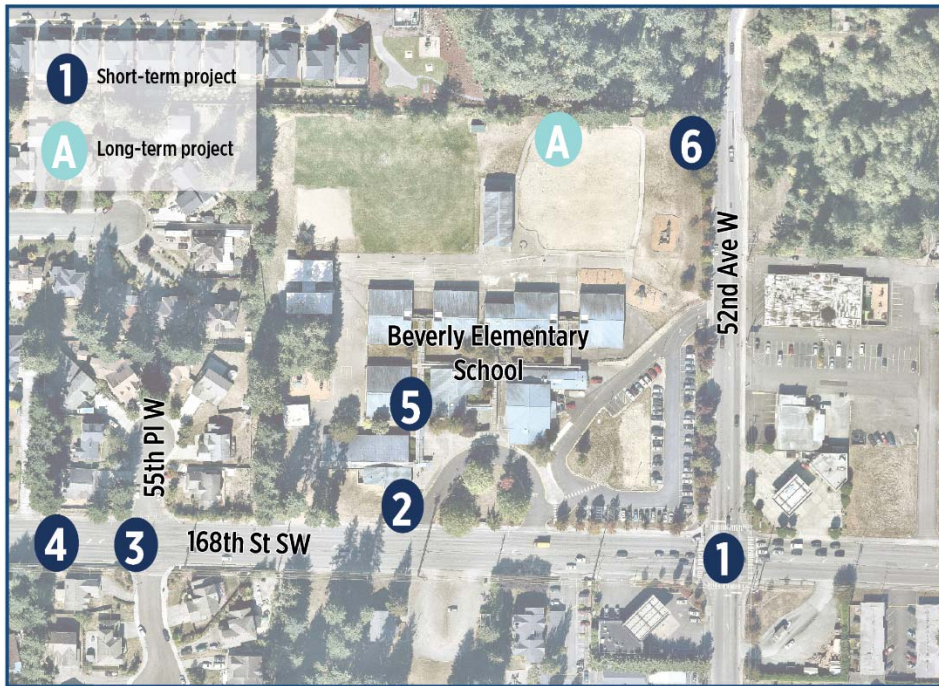 1 Short-term project
A Long-term project
A
6
52nd Ave W
Beverly Elementary
School
5
55th Pl W
2
4
3
168th St SW
1